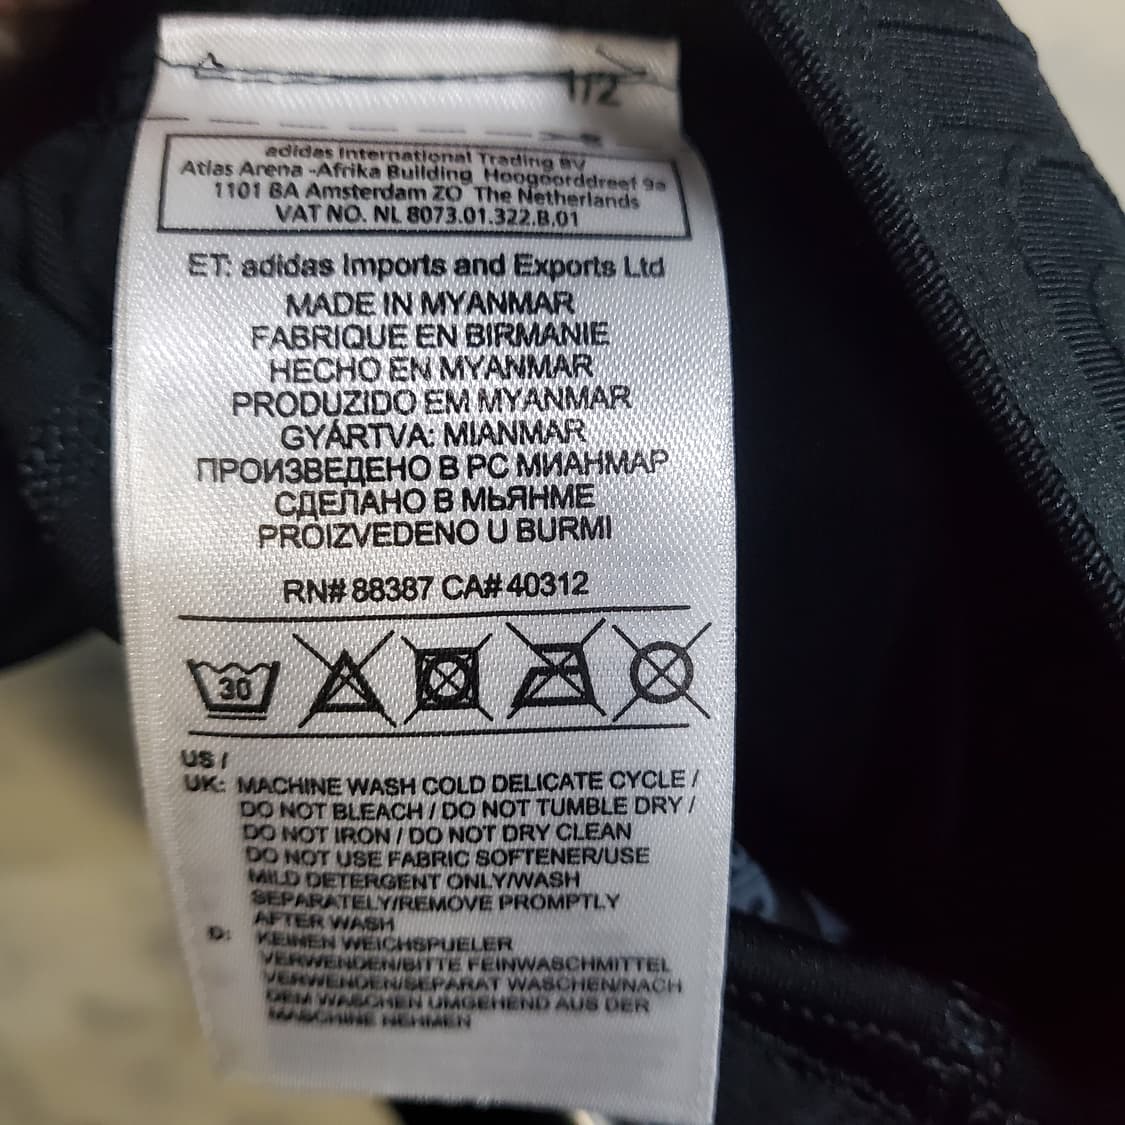 1/2
adidas International Trading BV
Atlas Arena -Afrika Building Hoogoorddreef 9a
1101 BA Amsterdam ZO The Netherlands
VAT NO. NL 8073.01.322.B.01
ET: adidas Imports and Exports Ltd
MADE IN MYANMAR
FABRIQUE EN BIRMANIE
HECHO EN MYANMAR
PRODUZIDO EM MYANMAR
GYÁRTVA: MIANMAR
ПРОИЗВЕДЕНО В РС МИАНМАР
СДЕЛАНО В МЬЯНМЕ
PROIZVEDENO U BURMI
RN# 88387 CA# 40312
30
US /
UK: MACHINE WASH COLD DELICATE CYCLE /
DO NOT BLEACH / DO NOT TUMBLE DRY /
DO NOT IRON / DO NOT DRY CLEAN
DO NOT USE FABRIC SOFTENER/USE
MILD DETERGENT ONLY/WASH
SEPARATELY/REMOVE PROMPTLY
AFTER WASH
D: KEINEN WEICHSPUELER
VERWENDEN/BITTE FEINWASCHMITTEL
VERWENDEN/SEPARAT WASCHEN/NACH
DEM WASCHEN UMGEHEND AUS DER
MASCHINE NEHMEN